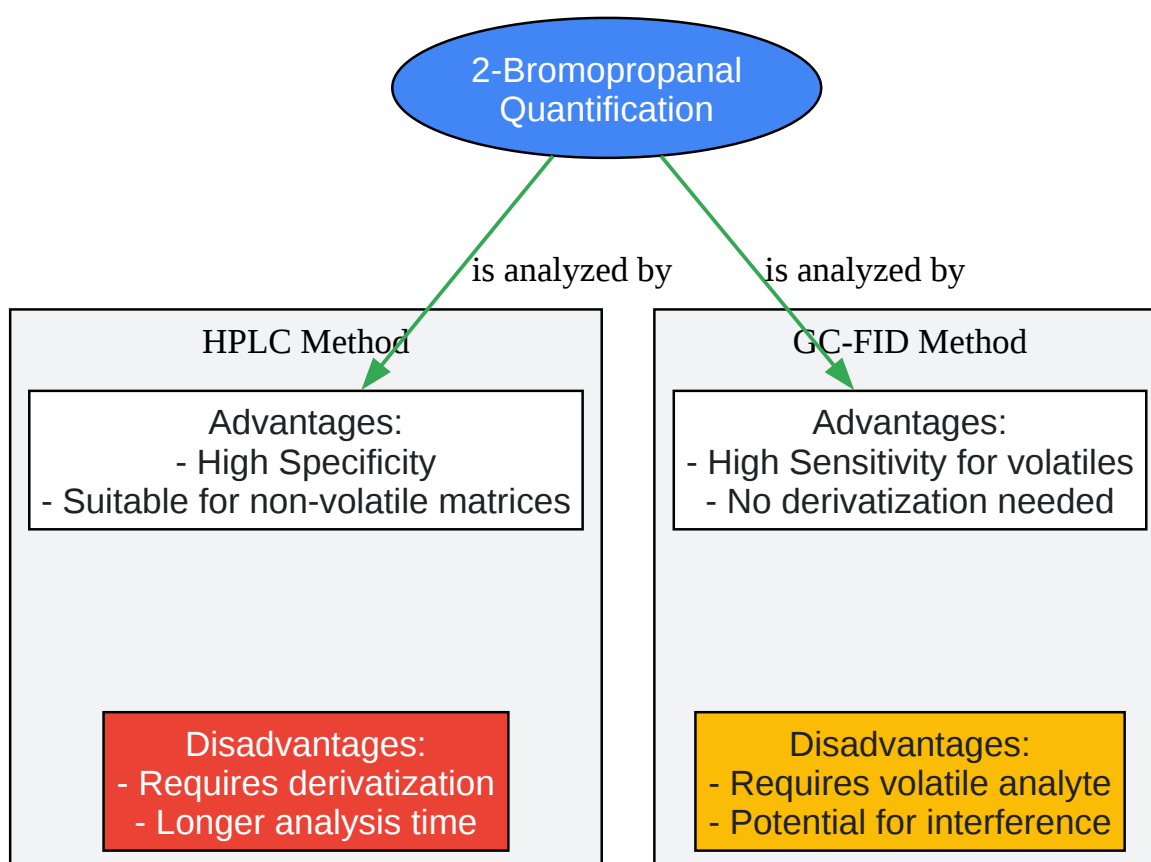 2-Bromopropanal
Quantification
is analyzed by
is analyzed by
HPLC Method
Advantages:
- High Specificity
- Suitable for non-volatile matrices
Disadvantages:
- Requires derivatization
- Longer analysis time
GC-FID Method
Advantages:
- High Sensitivity for volatiles
- No derivatization needed
Disadvantages:
- Requires volatile analyte
- Potential for interference